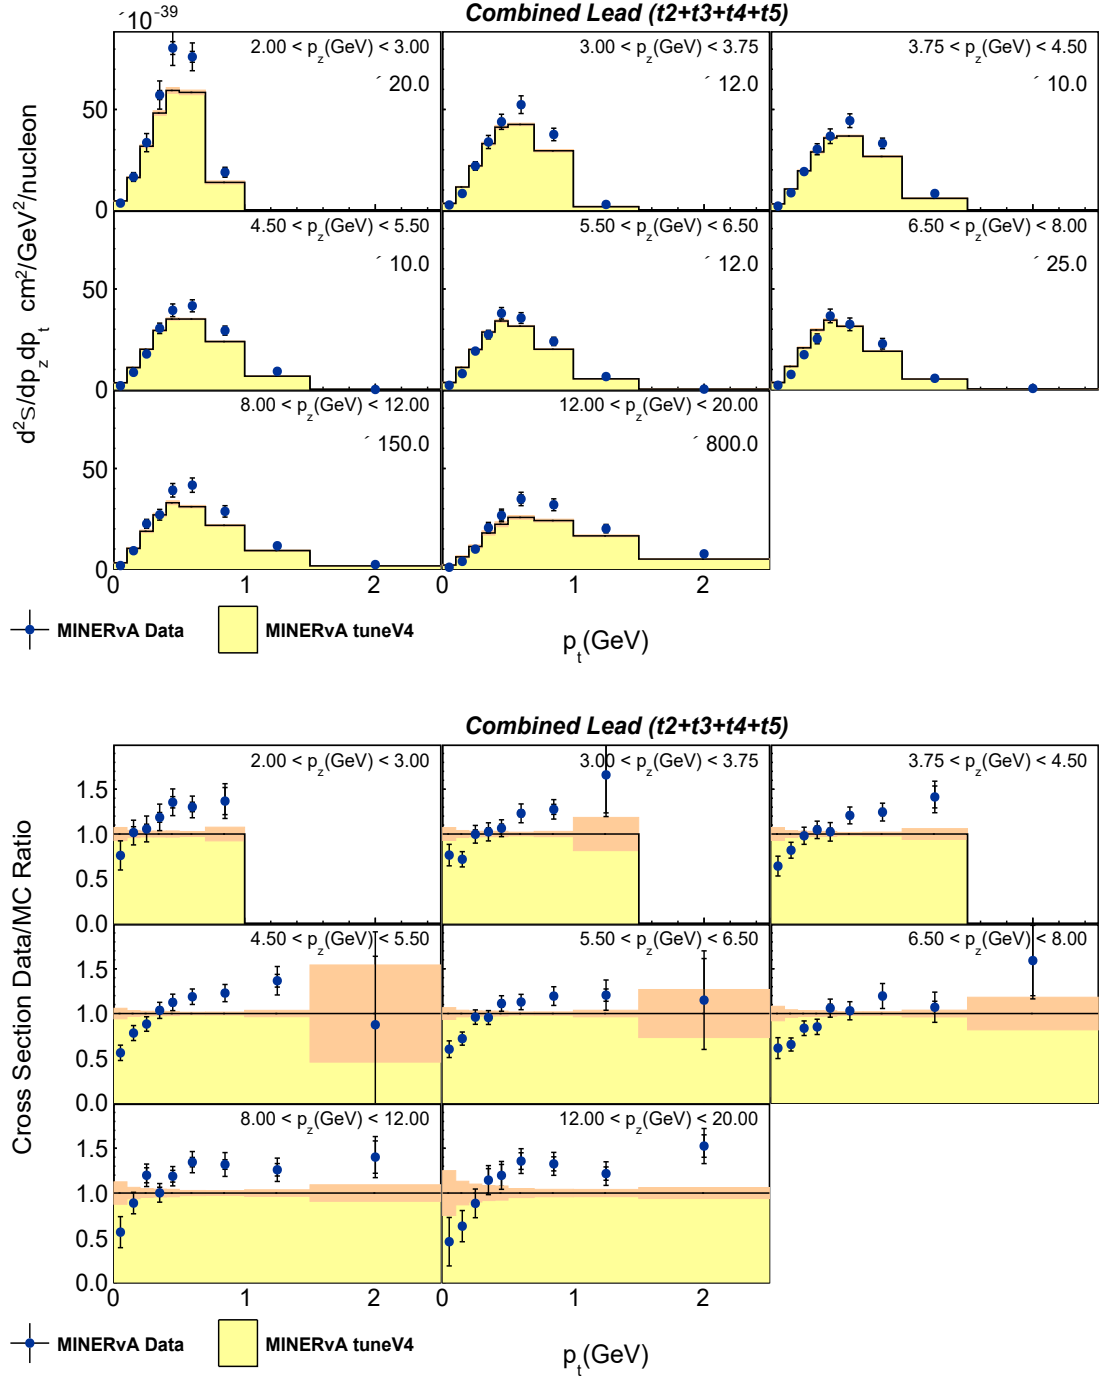 Combined Lead (t2+t3+t4+t5)
´10⁻³⁹
d²s/dp_z dp_t cm²/GeV²/nucleon
2.00 < p_z(GeV) < 3.00
´ 20.0
3.00 < p_z(GeV) < 3.75
´ 12.0
3.75 < p_z(GeV) < 4.50
´ 10.0
50
0
4.50 < p_z(GeV) < 5.50
´ 10.0
5.50 < p_z(GeV) < 6.50
´ 12.0
6.50 < p_z(GeV) < 8.00
´ 25.0
50
0
8.00 < p_z(GeV) < 12.00
´ 150.0
12.00 < p_z(GeV) < 20.00
´ 800.0
50
0
0 1 2 0 1 2
MINERvA Data
MINERvA tuneV4
p_t(GeV)
Combined Lead (t2+t3+t4+t5)
Cross Section Data/MC Ratio
2.00 < p_z(GeV) < 3.00
3.00 < p_z(GeV) < 3.75
3.75 < p_z(GeV) < 4.50
1.5
1.0
0.5
0.0
4.50 < p_z(GeV) < 5.50
5.50 < p_z(GeV) < 6.50
6.50 < p_z(GeV) < 8.00
1.5
1.0
0.5
0.0
8.00 < p_z(GeV) < 12.00
12.00 < p_z(GeV) < 20.00
1.5
1.0
0.5
0.0
0 1 2 0 1 2
MINERvA Data
MINERvA tuneV4
p_t(GeV)